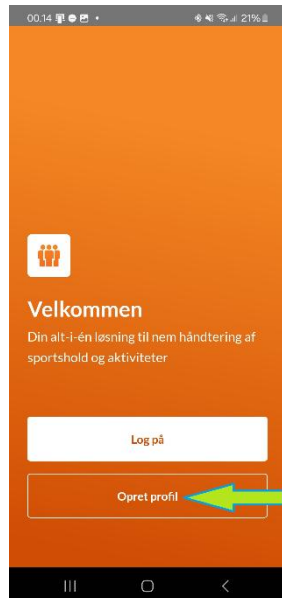 00.14
21%
Velkommen
Din alt-i-én løsning til nem håndtering af
sportshold og aktiviteter
Log på
Opret profil